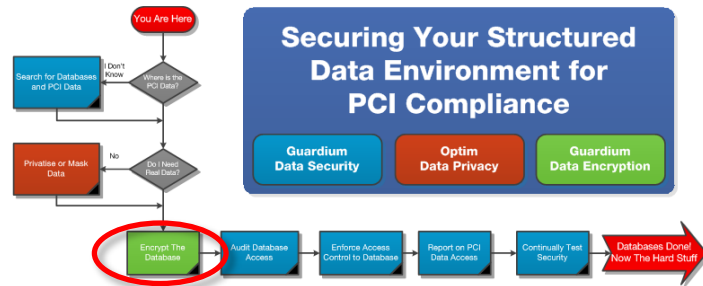 You Are Here
Securing Your Structured
Data Environment for
PCI Compliance
Guardium
Data Security
Optim
Data Privacy
Guardium
Data Encryption
Where is the
PCI Data?
I Don't
Know
Search for Databases
and PCI Data
Do I Need
Real Data?
No
Privatise or Mask
Data
Encrypt The
Database
Audit Database
Access
Enforce Access
Control to Database
Report on PCI
Data Access
Continually Test
Security
Databases Done!
Now The Hard Stuff